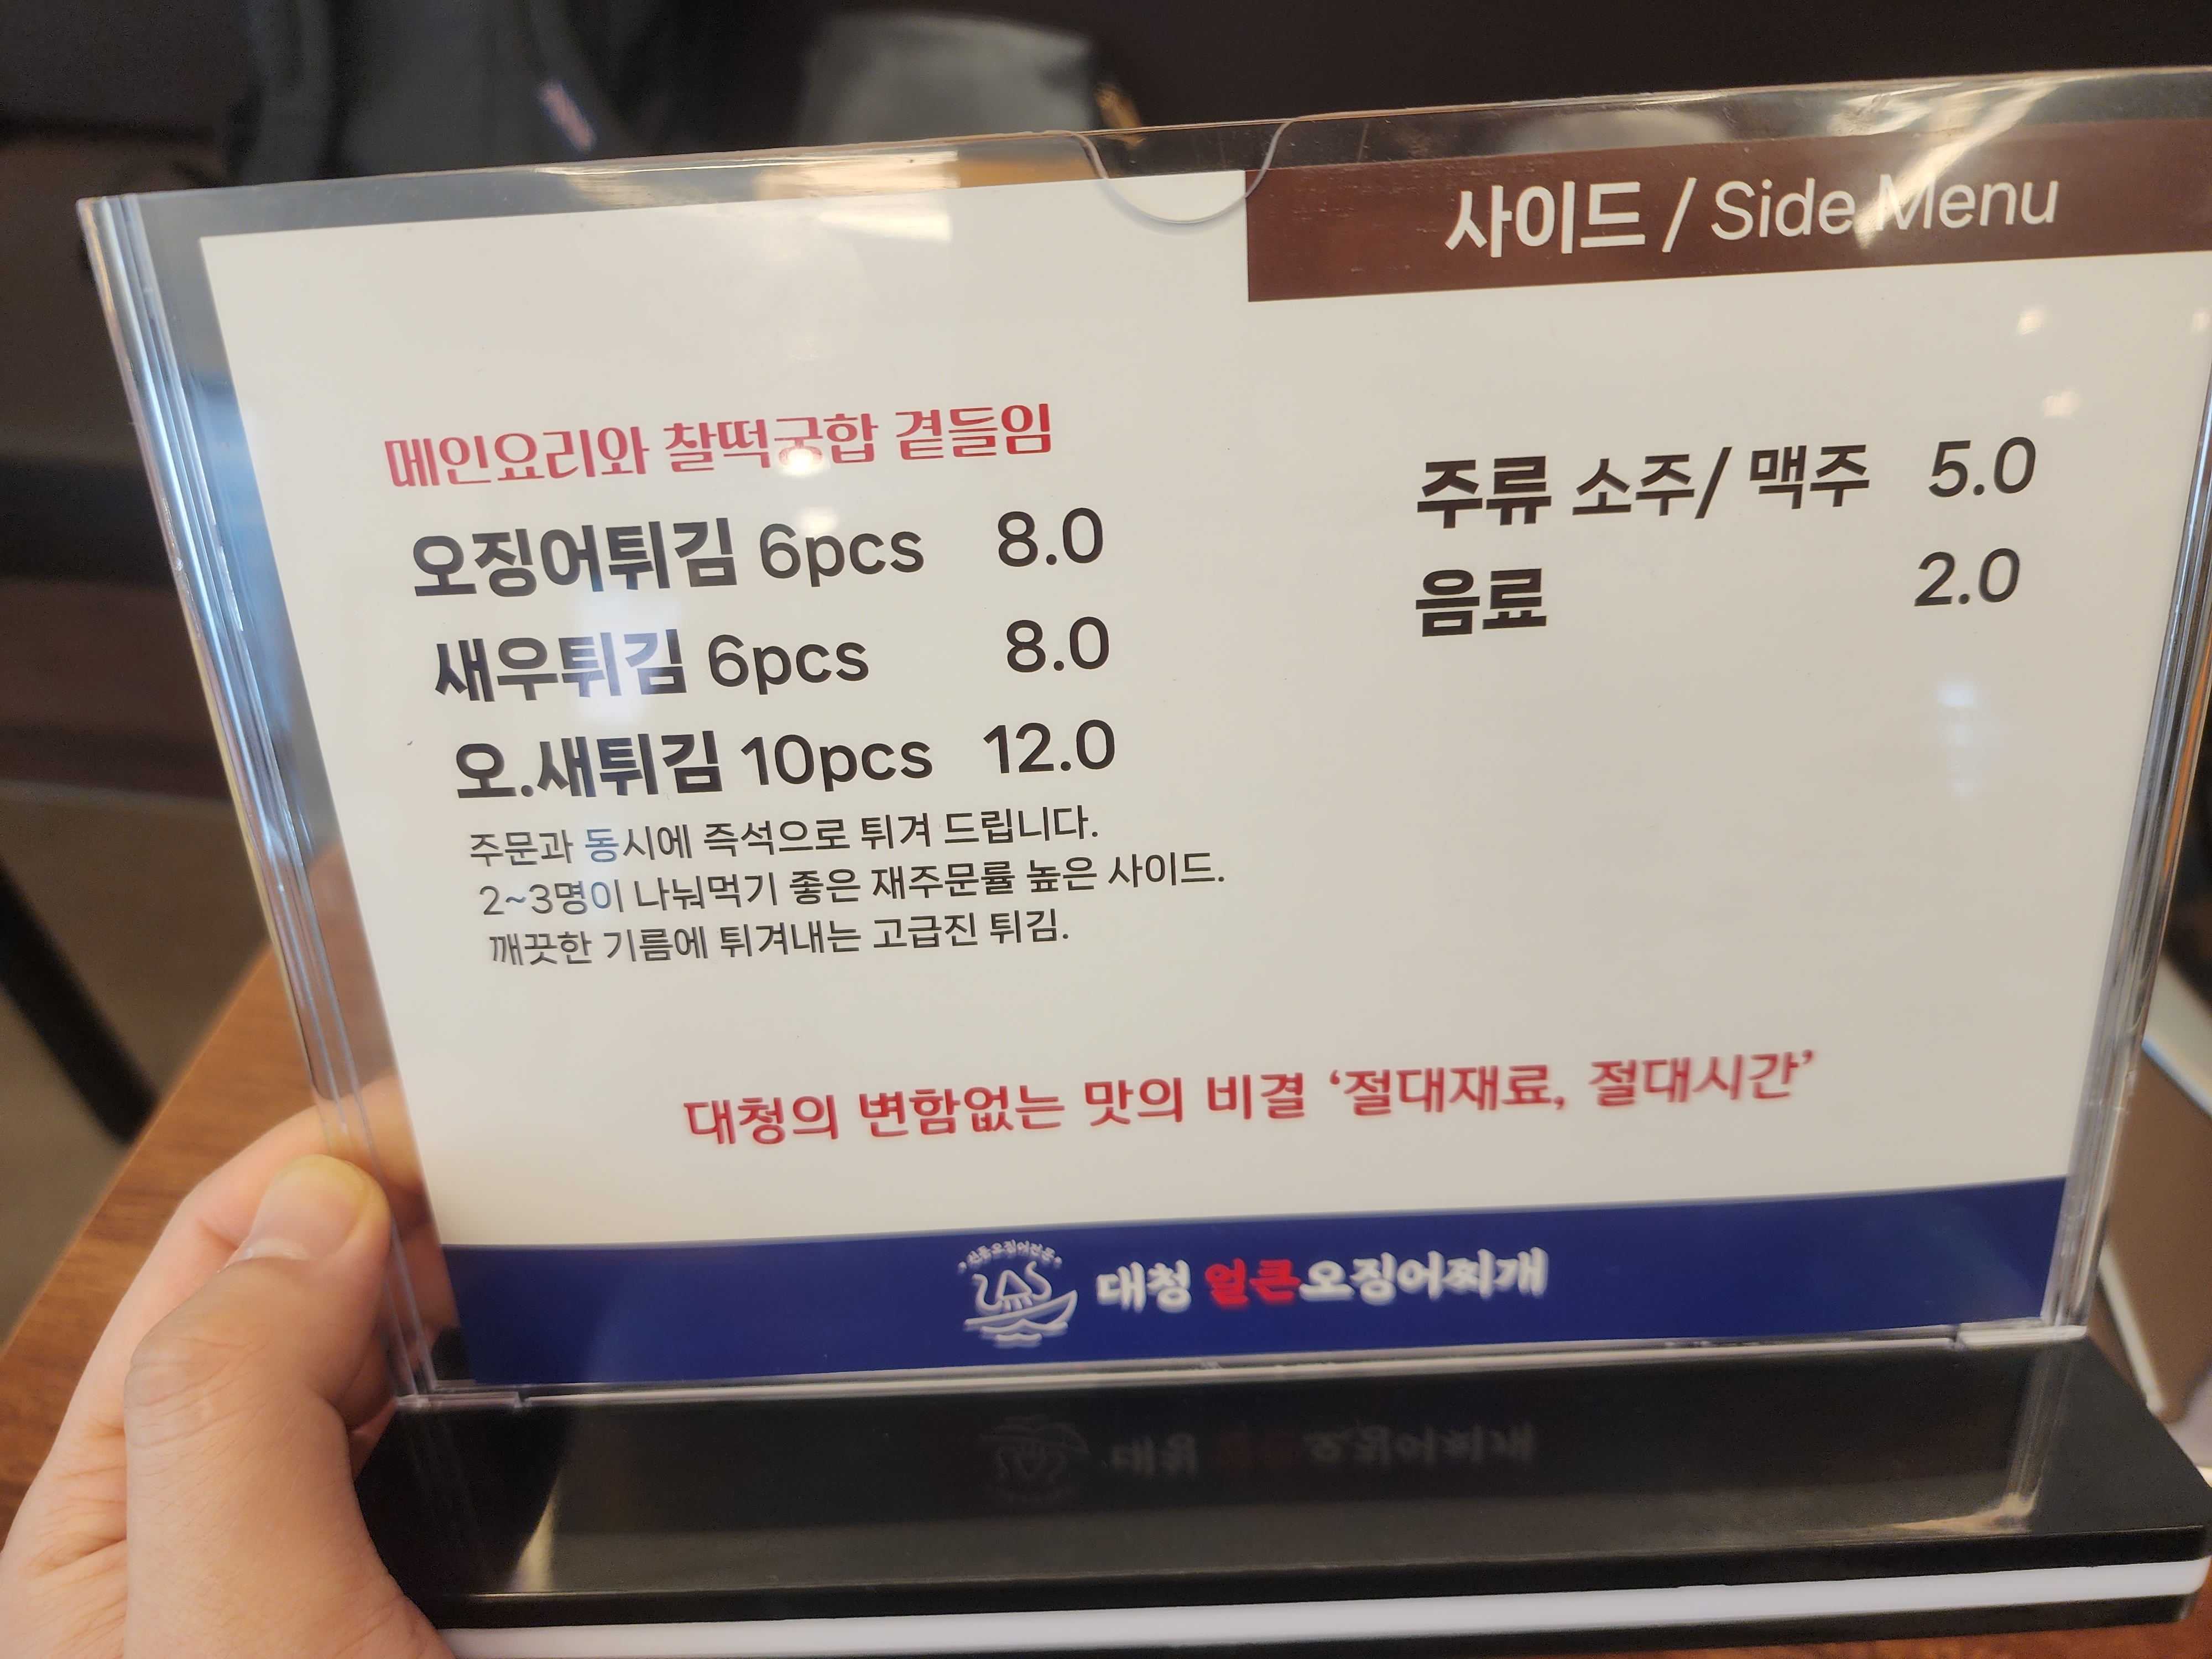 사이드 / Side Menu
메인요리와 찰떡궁합 곁들임
오징어튀김 6pcs 8.0
새우튀김 6pcs 8.0
오.새튀김 10pcs 12.0
주문과 동시에 즉석으로 튀겨 드립니다.
2~3명이 나눠먹기 좋은 재주문률 높은 사이드.
깨끗한 기름에 튀겨내는 고급진 튀김.
주류 소주/ 맥주 5.0
음료 2.0
대청의 변함없는 맛의 비결 ‘절대재료, 절대시간’
대청 얼큰오징어찌개